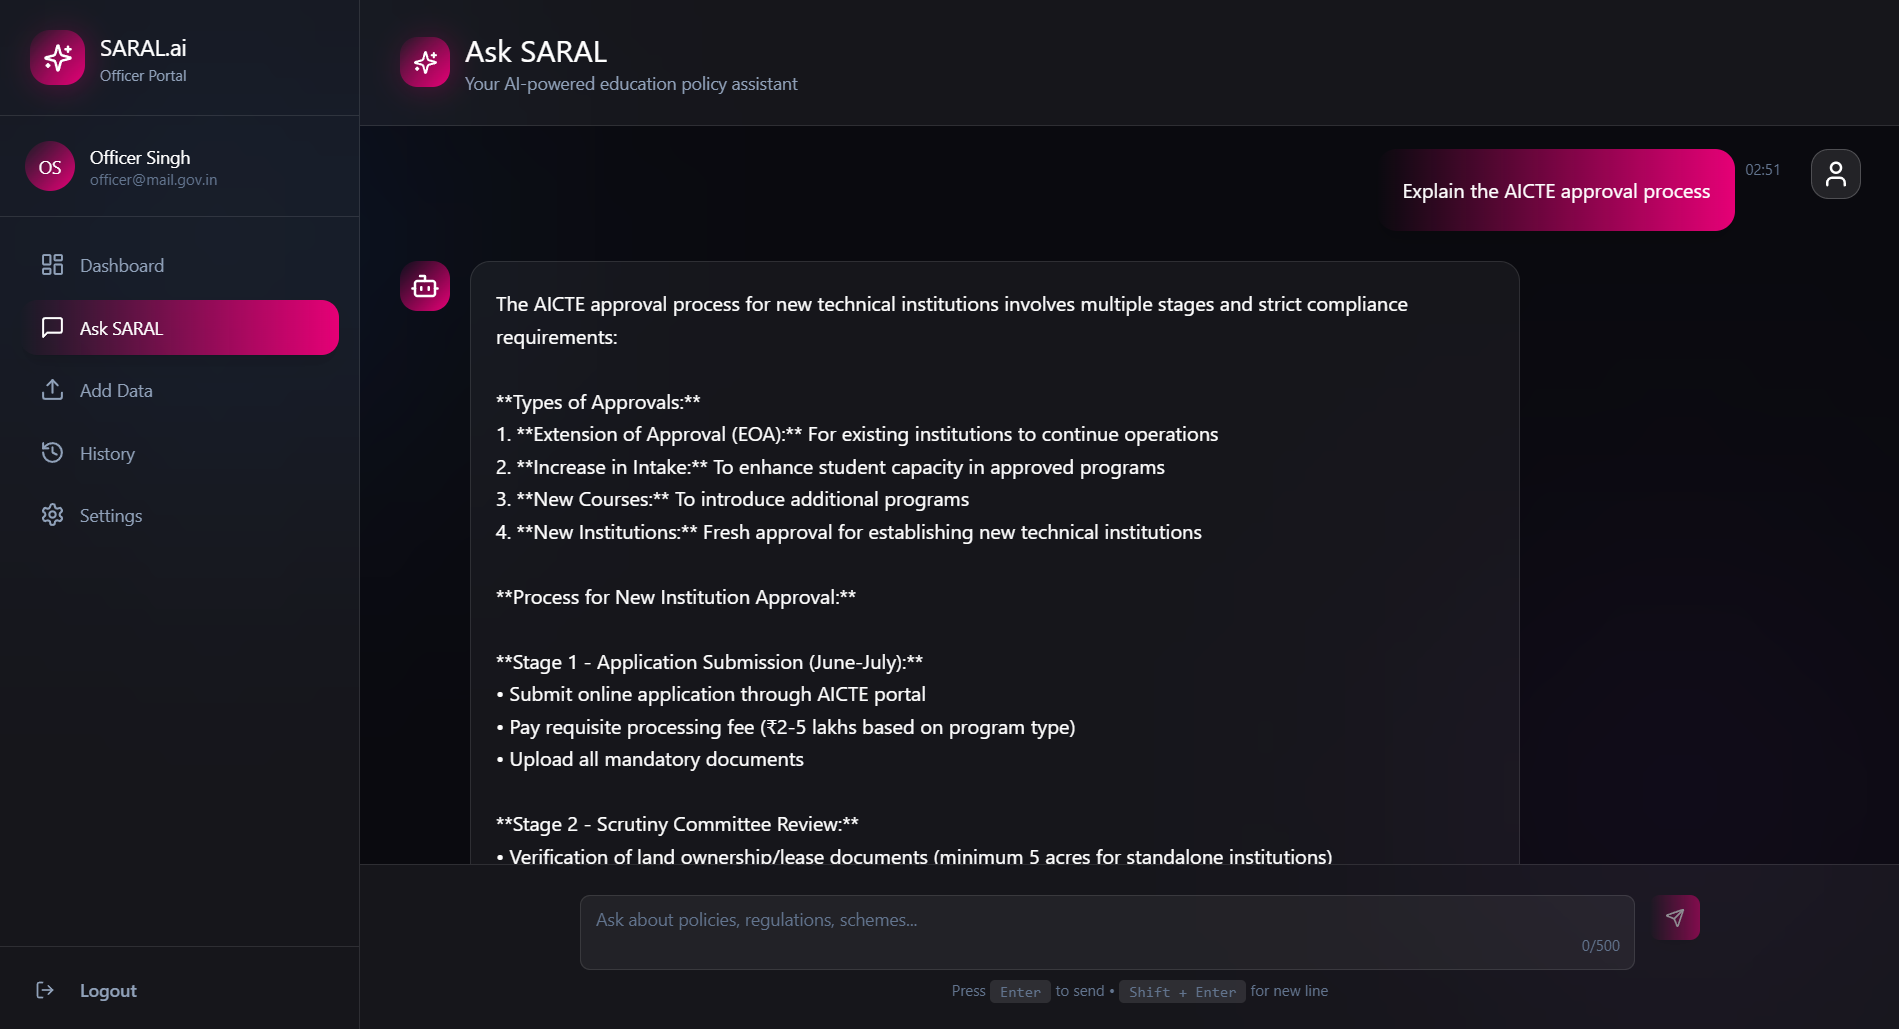 SARAL.ai
Officer Portal
OS
Officer Singh
officer@mail.gov.in
Dashboard
Ask SARAL
Add Data
History
Settings
Logout
Ask SARAL
Your AI-powered education policy assistant
Explain the AICTE approval process
02:51
The AICTE approval process for new technical institutions involves multiple stages and strict compliance
requirements:
**Types of Approvals:**
1. **Extension of Approval (EOA):** For existing institutions to continue operations
2. **Increase in Intake:** To enhance student capacity in approved programs
3. **New Courses:** To introduce additional programs
4. **New Institutions:** Fresh approval for establishing new technical institutions
**Process for New Institution Approval:**
**Stage 1 - Application Submission (June-July):**
• Submit online application through AICTE portal
• Pay requisite processing fee (₹2-5 lakhs based on program type)
• Upload all mandatory documents
**Stage 2 - Scrutiny Committee Review:**
• Verification of land ownership/lease documents (minimum 5 acres for standalone institutions)
Ask about policies, regulations, schemes...
0/500
Press Enter to send • Shift + Enter for new line